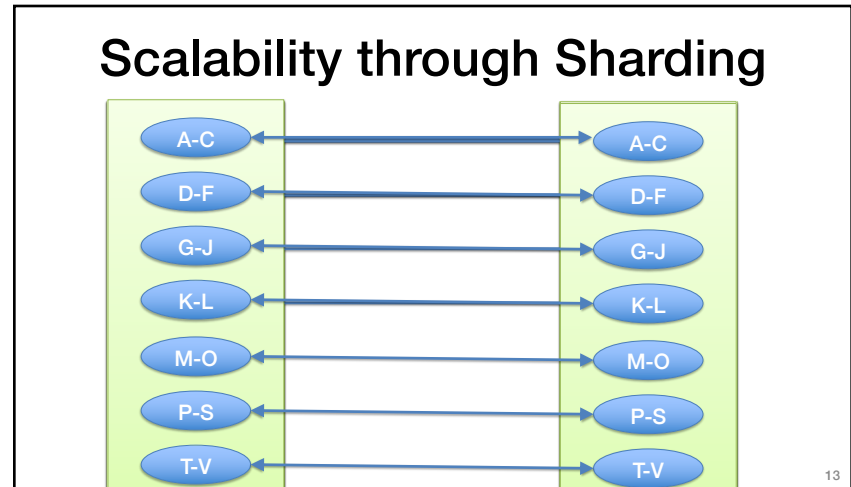 Scalability through Sharding
A-C
A-C
D-F
D-F
G-J
G-J
K-L
K-L
M-O
M-O
P-S
P-S
T-V
T-V
13